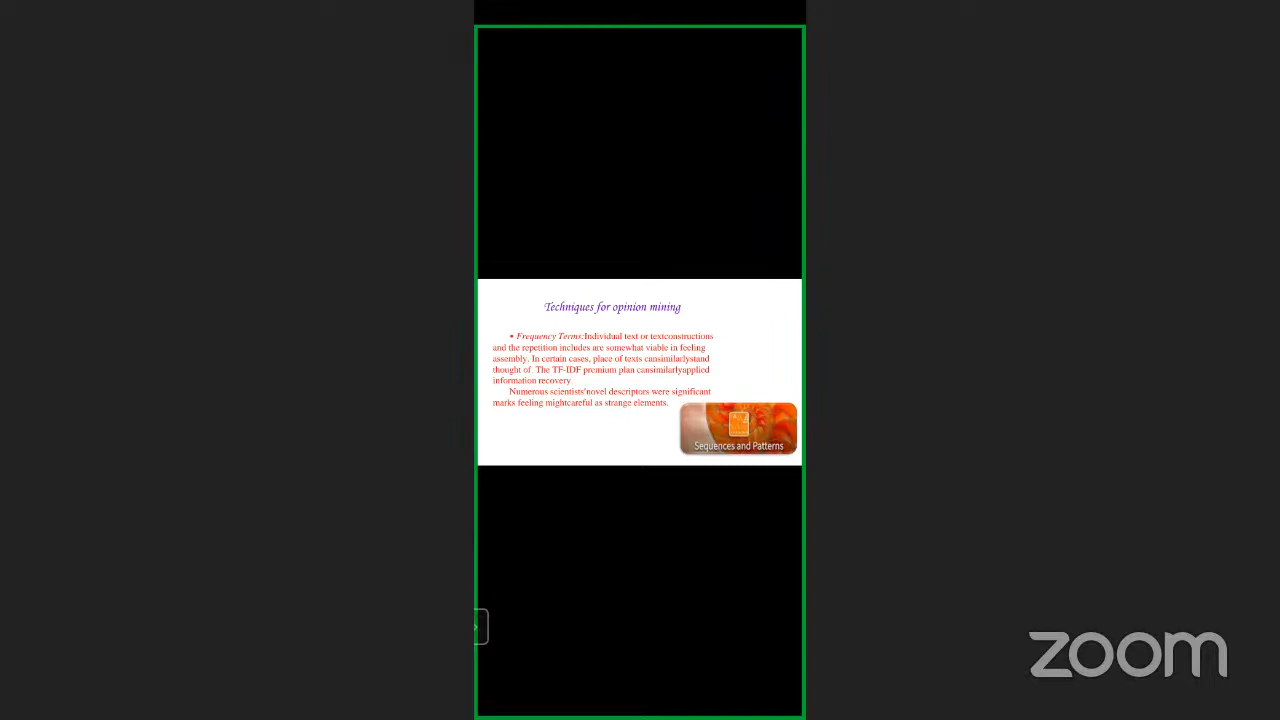 Techniques for opinion mining
• Frequency Terms:Individual text or textconstructions
and the repetition includes are somewhat viable in feeling
assembly. In certain cases, place of texts cansimilarlystand
thought of. The TF-IDF premium plan cansimilarlyapplied
information recovery
Numerous scientists'novel descriptors were significant
marks feeling mightcareful as strange elements.
Sequences and Patterns
zoom